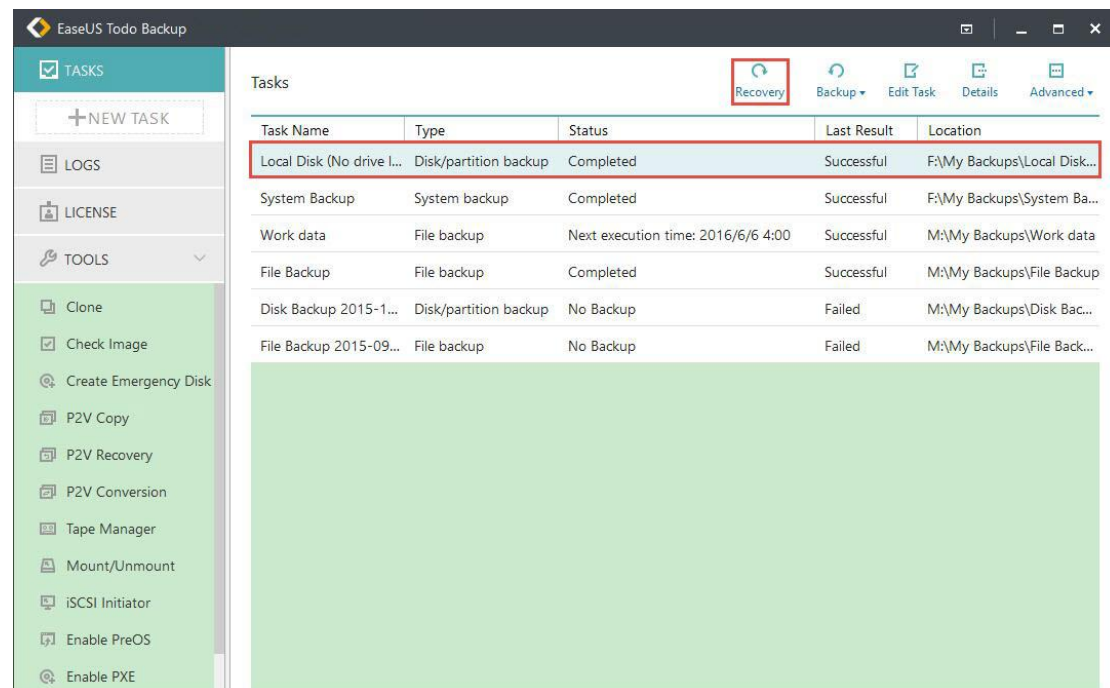 EaseUS Todo Backup
TASKS
NEW TASK
LOGS
LICENSE
TOOLS
Clone
Check Image
Create Emergency Disk
P2V Copy
P2V Recovery
P2V Conversion
Tape Manager
Mount/Unmount
iSCSI Initiator
Enable PreOS
Enable PXE
Tasks
Recovery Backup Edit Task Details Advanced
Task Name Type Status Last Result Location
Local Disk (No drive l... Disk/partition backup Completed Successful F:\My Backups\Local Disk...
System Backup System backup Completed Successful F:\My Backups\System Ba...
Work data File backup Next execution time: 2016/6/6 4:00 Successful M:\My Backups\Work data
File Backup File backup Completed Successful M:\My Backups\File Backup
Disk Backup 2015-1... Disk/partition backup No Backup Failed M:\My Backups\Disk Bac...
File Backup 2015-09... File backup No Backup Failed M:\My Backups\File Back...